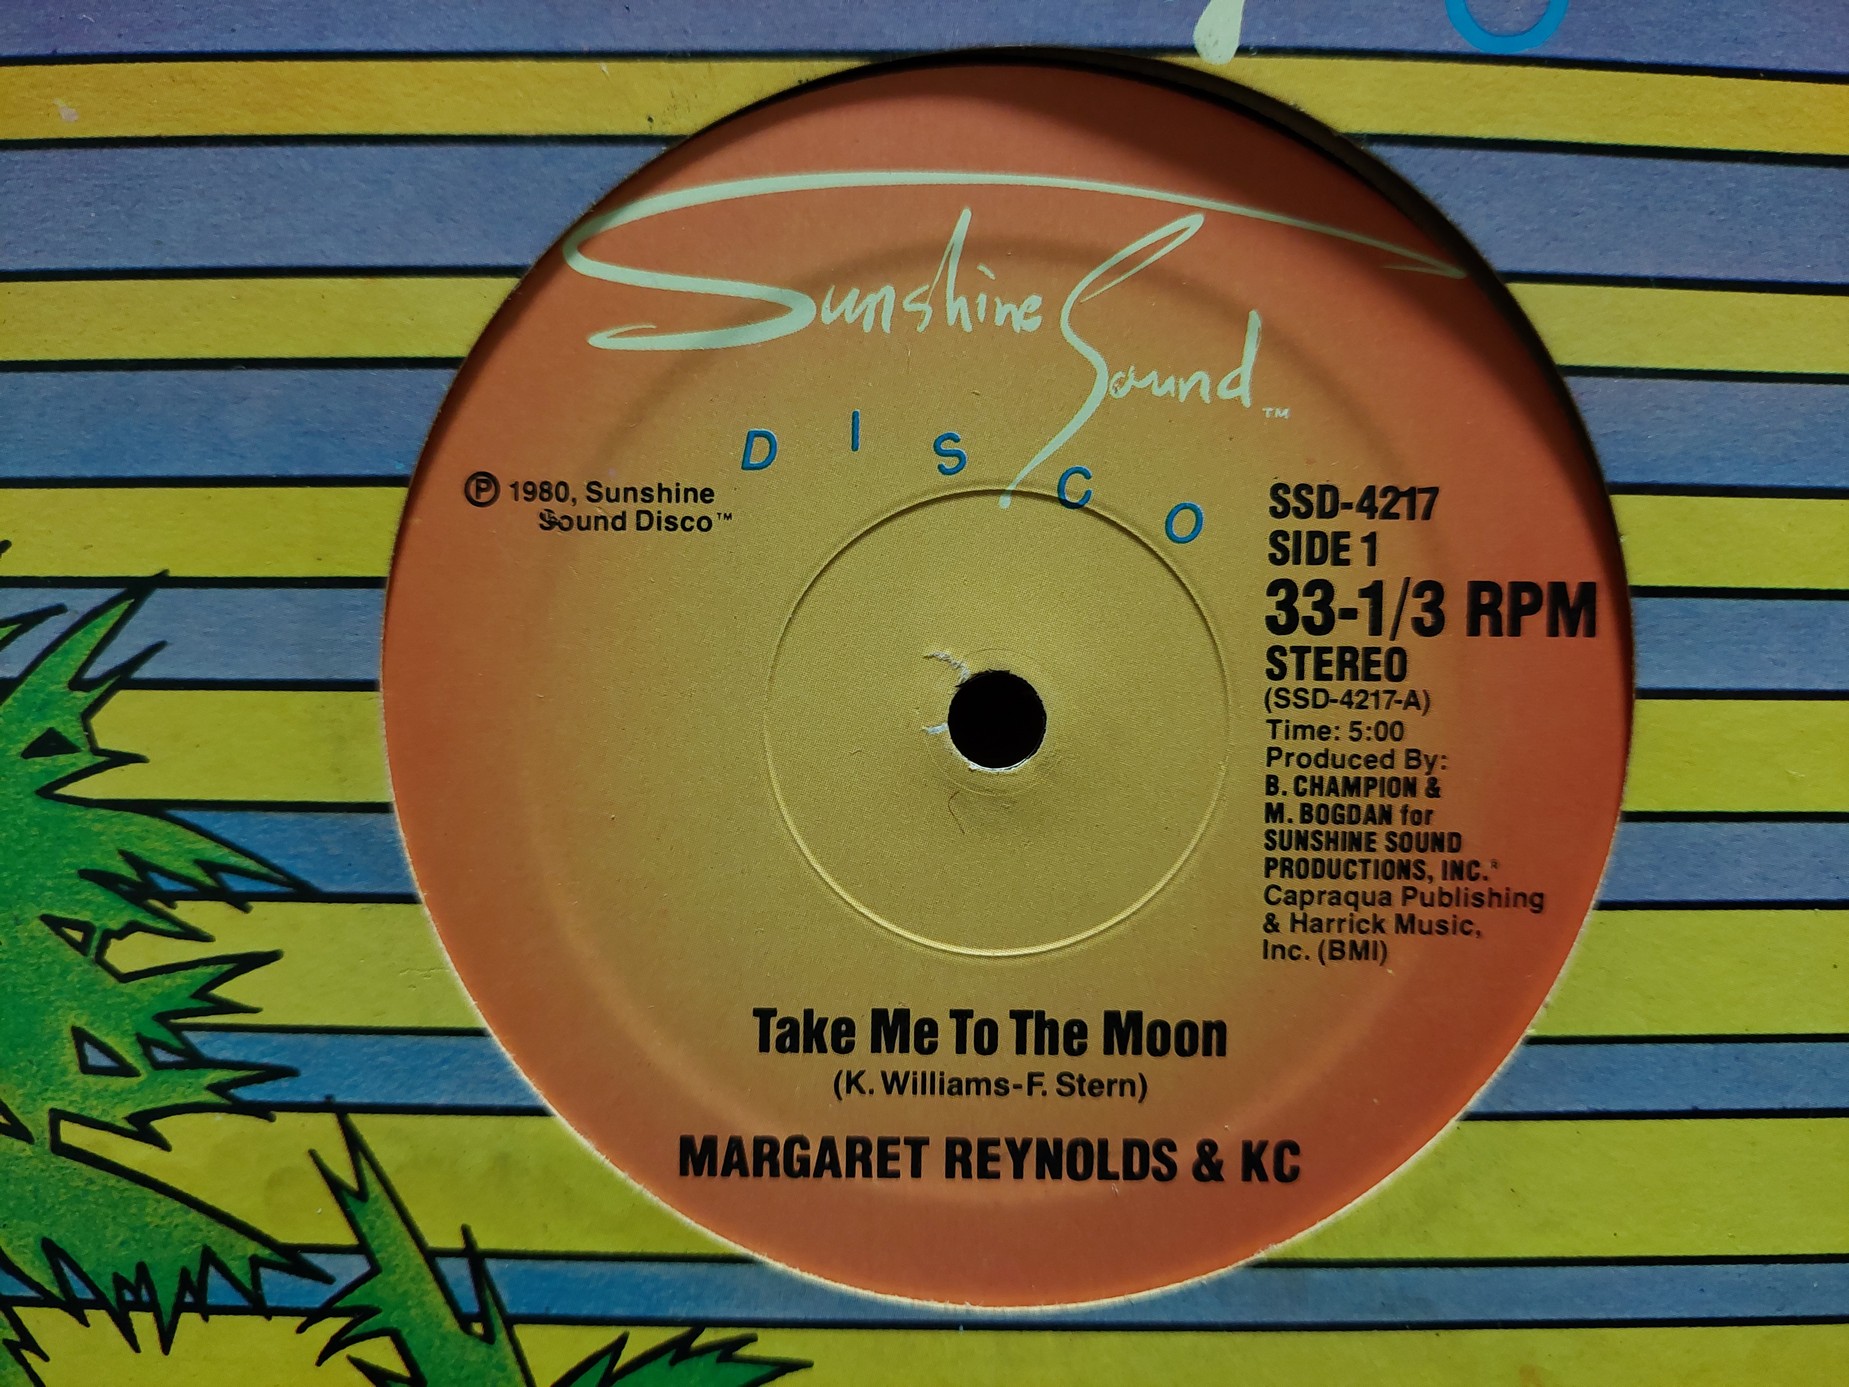 Sunshine Sound™
DISCO
Ⓟ 1980, Sunshine
Sound Disco™
SSD-4217
SIDE 1
33-1/3 RPM
STEREO
(SSD-4217-A)
Time: 5:00
Produced By:
B. CHAMPION &
M. BOGDAN for
SUNSHINE SOUND
PRODUCTIONS, INC.*
Capraqua Publishing
& Harrick Music,
Inc. (BMI)
Take Me To The Moon
(K. Williams-F. Stern)
MARGARET REYNOLDS & KC